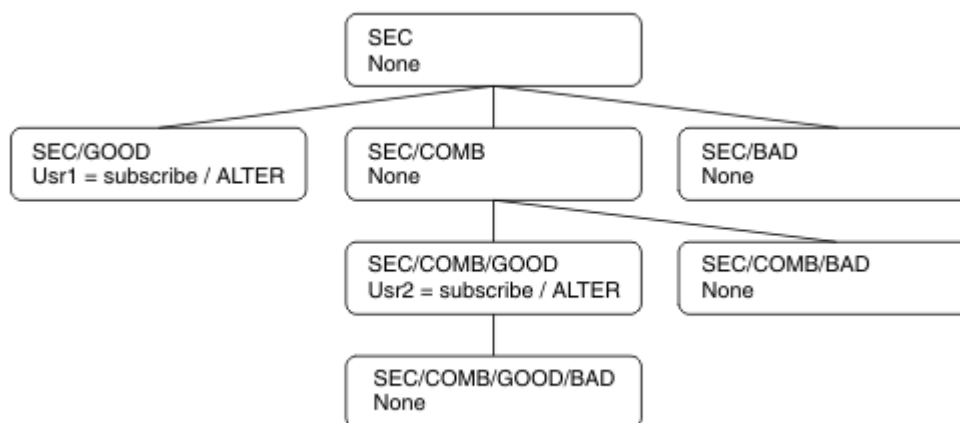 SEC
None
SEC/GOOD
Usr1 = subscribe / ALTER
SEC/COMB
None
SEC/BAD
None
SEC/COMB/GOOD
Usr2 = subscribe / ALTER
SEC/COMB/BAD
None
SEC/COMB/GOOD/BAD
None